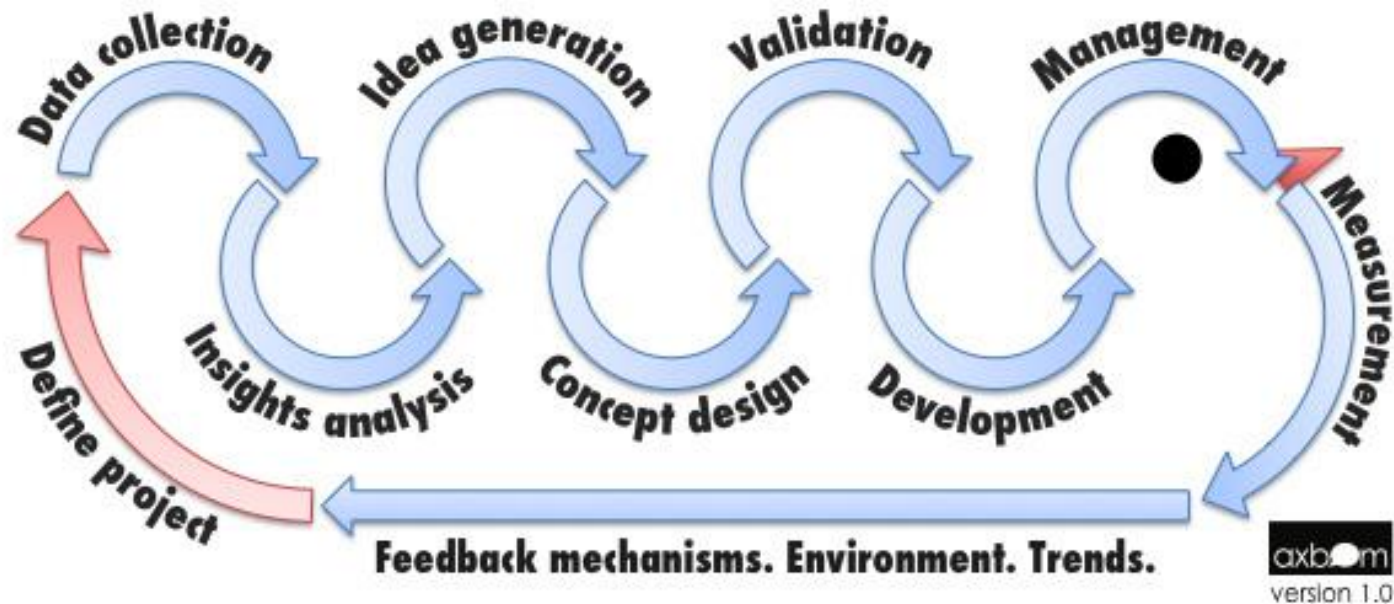 Data collection
Idea generation
Validation
Management
Measurement
Insights analysis
Concept design
Development
Define project
Feedback mechanisms. Environment. Trends.
axbom
version 1.0